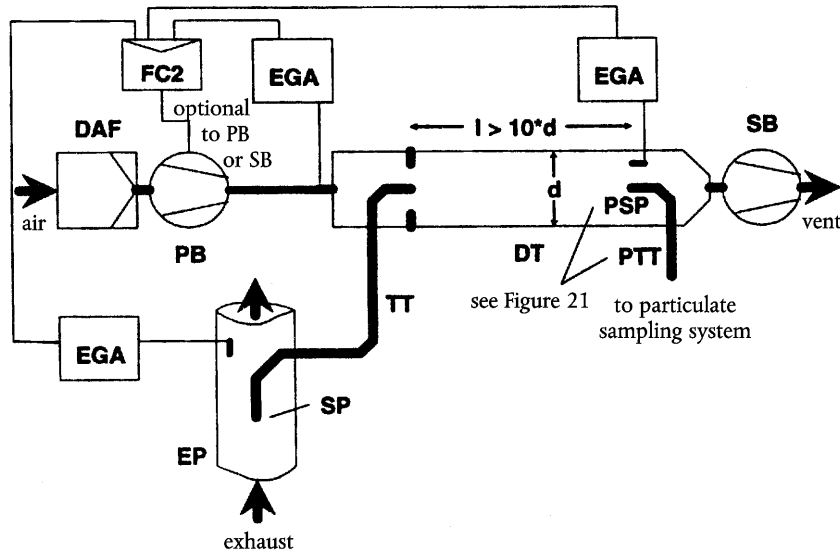 FC2
EGA
EGA
optional
to PB
or SB
DAF
l > 10*d
SB
air
d
PSP
vent
PB
DT
PTT
see Figure 21
to particulate
sampling system
TT
EGA
SP
EP
exhaust